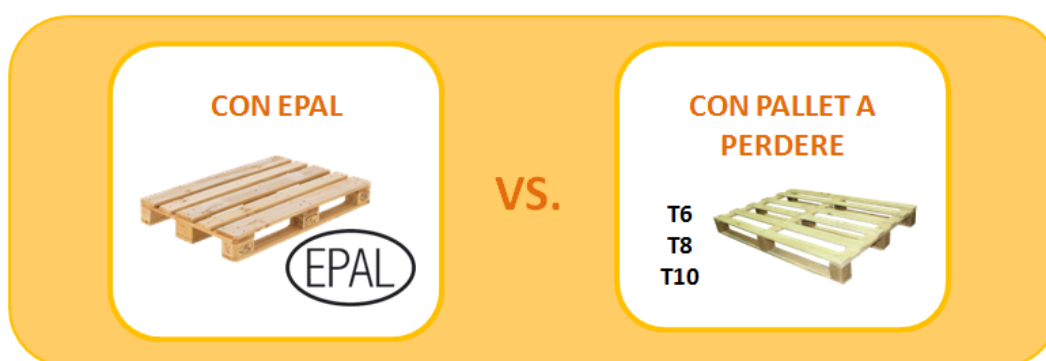 CON EPAL
EPAL
VS.
CON PALLET A
PERDERE
T6
T8
T10